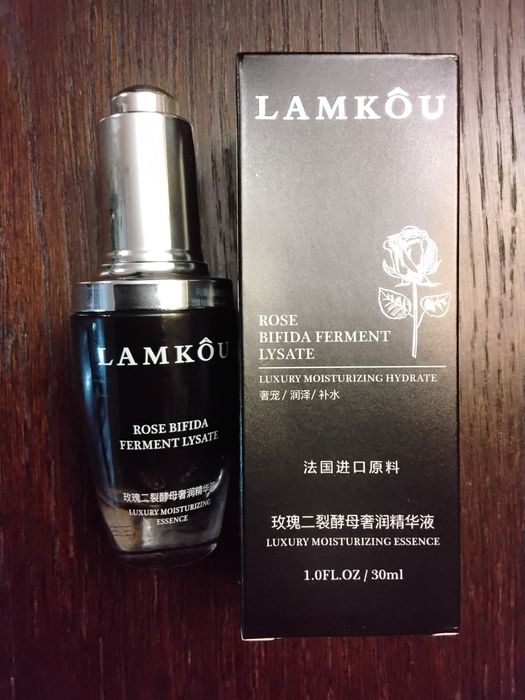 LAMKÔU
ROSE BIFIDA
FERMENT LYSATE
玫瑰二裂酵母奢润精华液
LUXURY MOISTURIZING
ESSENCE
LAMKÔU
ROSE
BIFIDA FERMENT
LYSATE
LUXURY MOISTURIZING HYDRATE
奢宠/润泽/补水
法国进口原料
玫瑰二裂酵母奢润精华液
LUXURY MOISTURIZING ESSENCE
1.0FL.OZ / 30ml